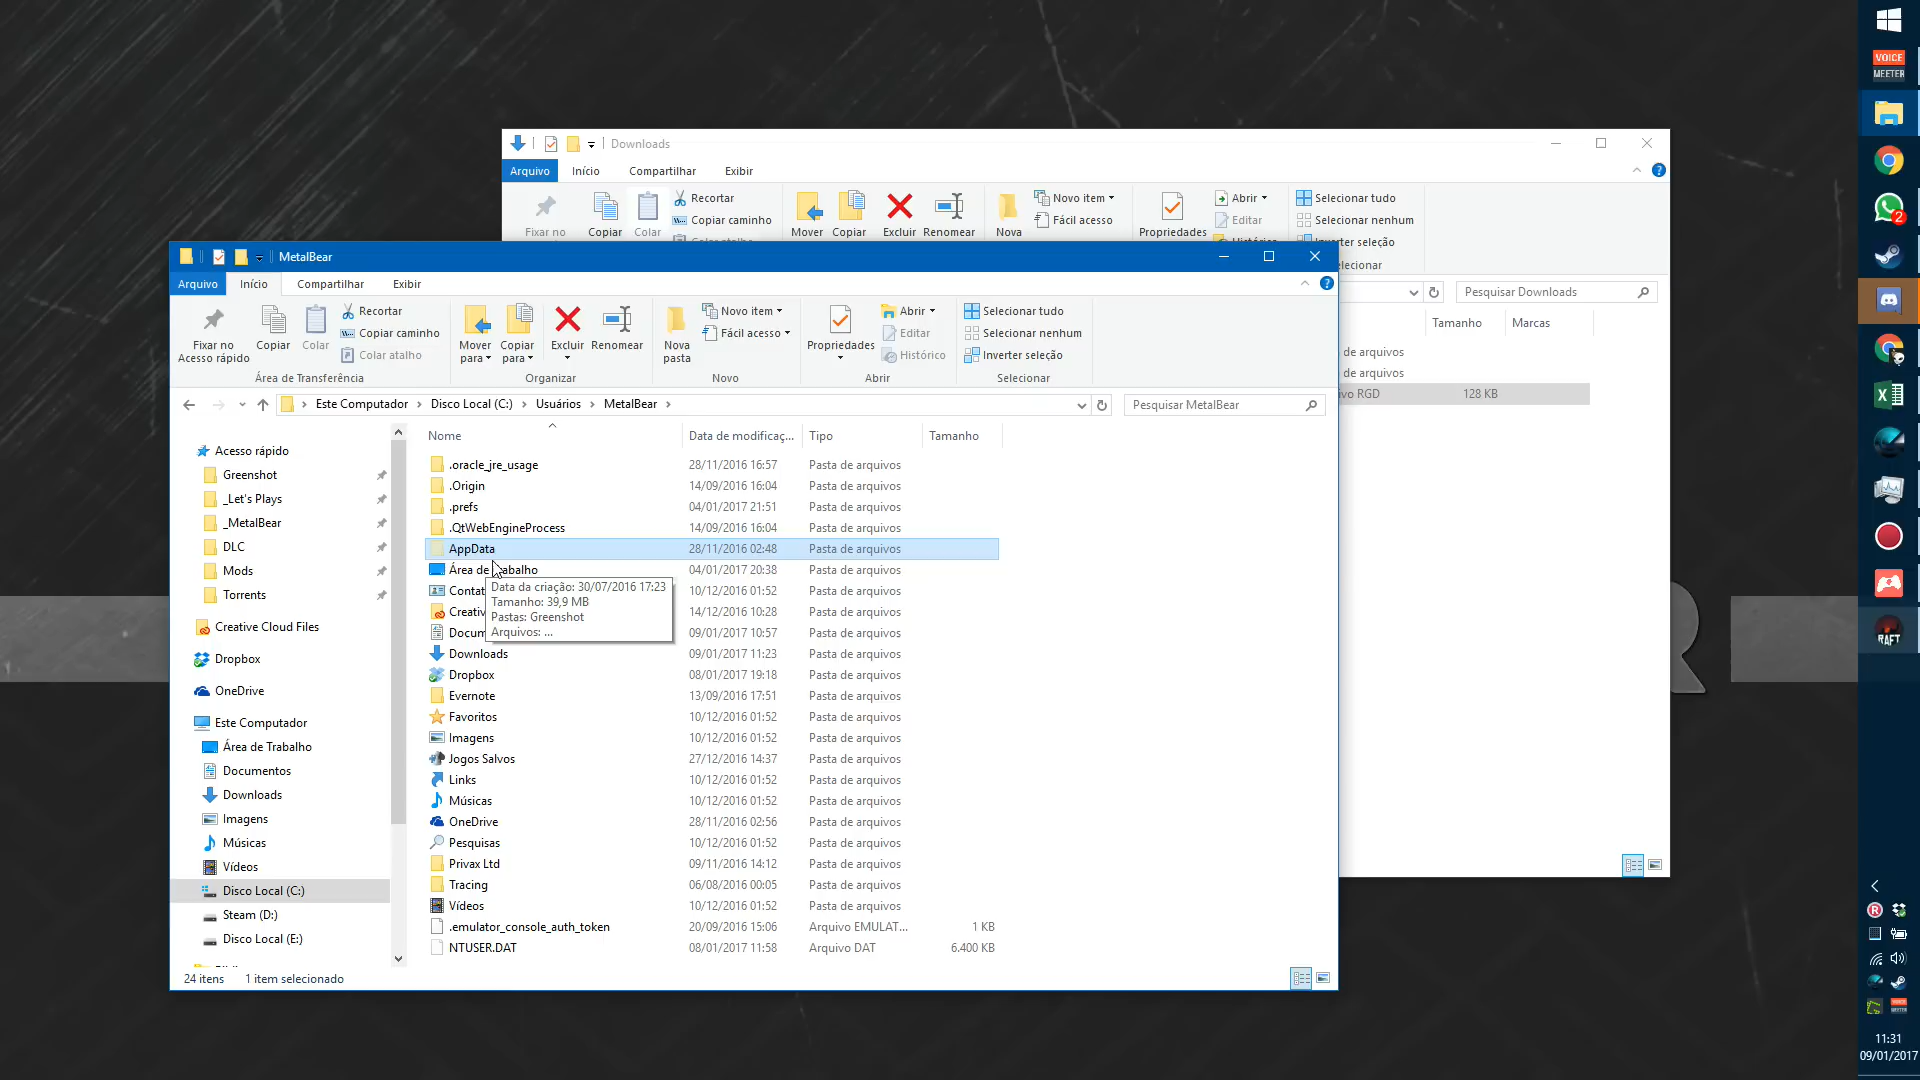 Downloads
Arquivo Início Compartilhar Exibir
Fixar no Copiar Colar Recortar Copiar caminho
Mover Copiar Excluir Renomear Nova Novo item Fácil acesso
Propriedades Abrir Editar
Selecionar tudo
Selecionar nenhum
Inverter seleção
Pesquisar Downloads
Tamanho Marcas
de arquivos
de arquivos
RGD 128 KB
MetalBear
Arquivo Início Compartilhar Exibir
Fixar no Acesso rápido
Copiar
Colar
Recortar
Copiar caminho
Colar atalho
Área de Transferência
Mover para
Copiar para
Excluir
Renomear
Organizar
Nova pasta
Novo item
Fácil acesso
Novo
Propriedades
Abrir
Editar
Histórico
Abrir
Selecionar tudo
Selecionar nenhum
Inverter seleção
Selecionar
Este Computador Disco Local (C:) Usuários MetalBear
Pesquisar MetalBear
Acesso rápido
Greenshot
_Let's Plays
_MetalBear
DLC
Mods
Torrents
Creative Cloud Files
Dropbox
OneDrive
Este Computador
Área de Trabalho
Documentos
Downloads
Imagens
Músicas
Vídeos
Disco Local (C:)
Steam (D:)
Disco Local (E:)
Nome Data de modificaç... Tipo Tamanho
.oracle_jre_usage 28/11/2016 16:57 Pasta de arquivos
.Origin 14/09/2016 16:04 Pasta de arquivos
.prefs 04/01/2017 21:51 Pasta de arquivos
.QtWebEngineProcess 14/09/2016 16:04 Pasta de arquivos
AppData 28/11/2016 02:48 Pasta de arquivos
Área de Trabalho 04/01/2017 20:38 Pasta de arquivos
Contat 10/12/2016 01:52 Pasta de arquivos
Creativ 14/12/2016 10:28 Pasta de arquivos
Docum 09/01/2017 10:57 Pasta de arquivos
Downloads 09/01/2017 11:23 Pasta de arquivos
Dropbox 08/01/2017 19:18 Pasta de arquivos
Evernote 13/09/2016 17:51 Pasta de arquivos
Favoritos 10/12/2016 01:52 Pasta de arquivos
Imagens 10/12/2016 01:52 Pasta de arquivos
Jogos Salvos 27/12/2016 14:37 Pasta de arquivos
Links 10/12/2016 01:52 Pasta de arquivos
Músicas 10/12/2016 01:52 Pasta de arquivos
OneDrive 28/11/2016 02:56 Pasta de arquivos
Pesquisas 10/12/2016 01:52 Pasta de arquivos
Privax Ltd 09/11/2016 14:12 Pasta de arquivos
Tracing 06/08/2016 00:05 Pasta de arquivos
Vídeos 10/12/2016 01:52 Pasta de arquivos
.emulator_console_auth_token 20/09/2016 15:06 Arquivo EMULAT... 1 KB
NTUSER.DAT 08/01/2017 11:58 Arquivo DAT 6.400 KB
Data da criação: 30/07/2016 17:23
Tamanho: 39,9 MB
Pastas: Greenshot
Arquivos: ...
24 itens 1 item selecionado
VOICE
MEETER
2
RAFT
11:31
09/01/2017